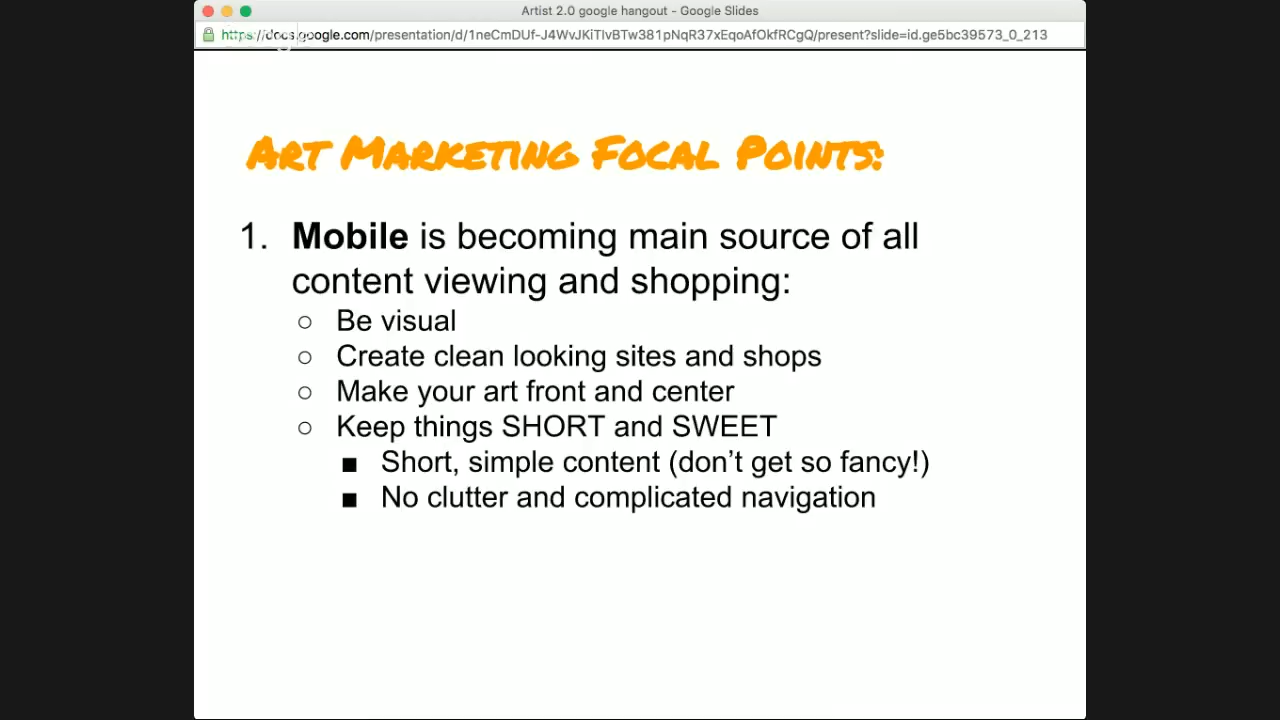 Artist 2.0 google hangout - Google Slides
https://docs.google.com/presentation/d/1neCmDUf-J4WvJKiTlvBTw381pNqR37xEqoAfOkfRCgQ/present?slide=id.ge5bc39573_0_213
ART MARKETING FOCAL POINTS:
1. Mobile is becoming main source of all
content viewing and shopping:
○ Be visual
○ Create clean looking sites and shops
○ Make your art front and center
○ Keep things SHORT and SWEET
■ Short, simple content (don’t get so fancy!)
■ No clutter and complicated navigation